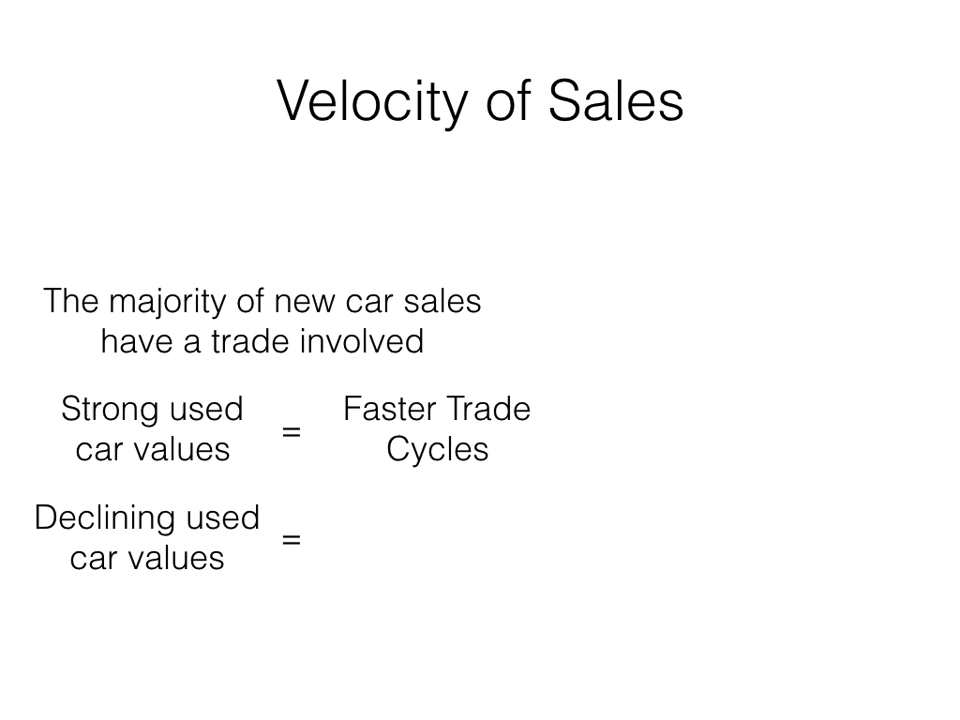 Velocity of Sales
The majority of new car sales
have a trade involved
Strong used
car values
=
Faster Trade
Cycles
Declining used
car values
=